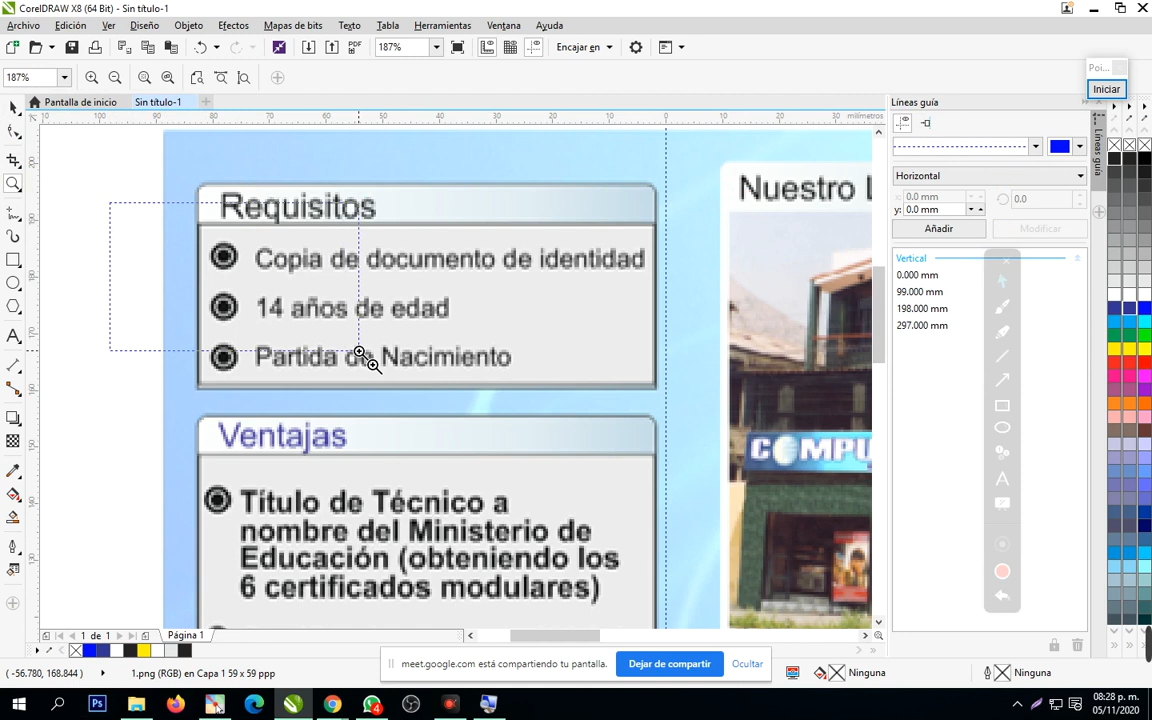 CorelDRAW X8 (64 Bit) - Sin título-1
Archivo Edición Ver Diseño Objeto Efectos Mapas de bits Texto Tabla Herramientas Ventana Ayuda
PDF 187% Encajar en
187%
Poi...
Iniciar
Pantalla de inicio Sin título-1
Líneas guía
milímetros
Requisitos
Copia de documento de identidad
14 años de edad
Partida de Nacimiento
Ventajas
Título de Técnico a
nombre del Ministerio de
Educación (obteniendo los
6 certificados modulares)
Nuestro L
COMPU
Horizontal
x: 0.0 mm
0.0
y: 0.0 mm
Añadir Modificar
Vertical
0.000 mm
99.000 mm
198.000 mm
297.000 mm
Líneas guía
1 de 1 Página 1
meet.google.com está compartiendo tu pantalla. Dejar de compartir Ocultar
( -56.780, 168.844 ) 1.png (RGB) en Capa 1 59 x 59 ppp Ninguna Ninguna
Ps 4
08:28 p. m.
05/11/2020